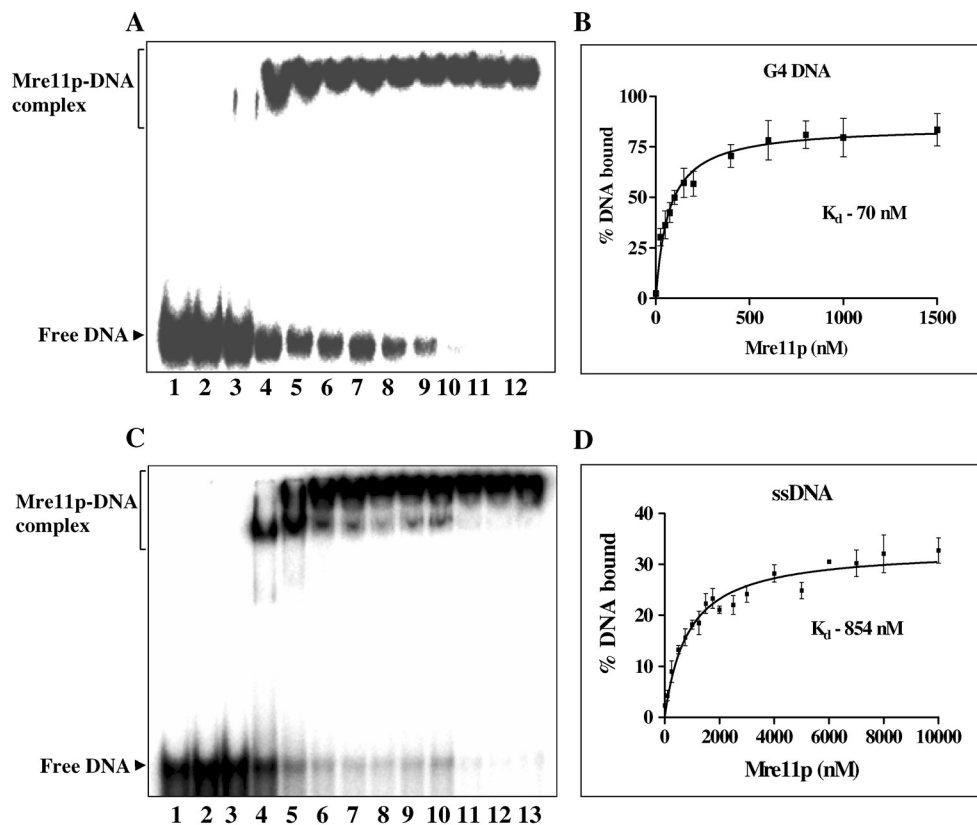 A
Mre11p-DNA
complex
Free DNA
1 2 3 4 5 6 7 8 9 10 11 12
B
G4 DNA
% DNA bound
100
75
50
25
0
K_d - 70 nM
0 500 1000 1500
Mre11p (nM)
C
Mre11p-DNA
complex
Free DNA
1 2 3 4 5 6 7 8 9 10 11 12 13
D
ssDNA
% DNA bound
40
30
20
10
0
K_d - 854 nM
0 2000 4000 6000 8000 10000
Mre11p (nM)